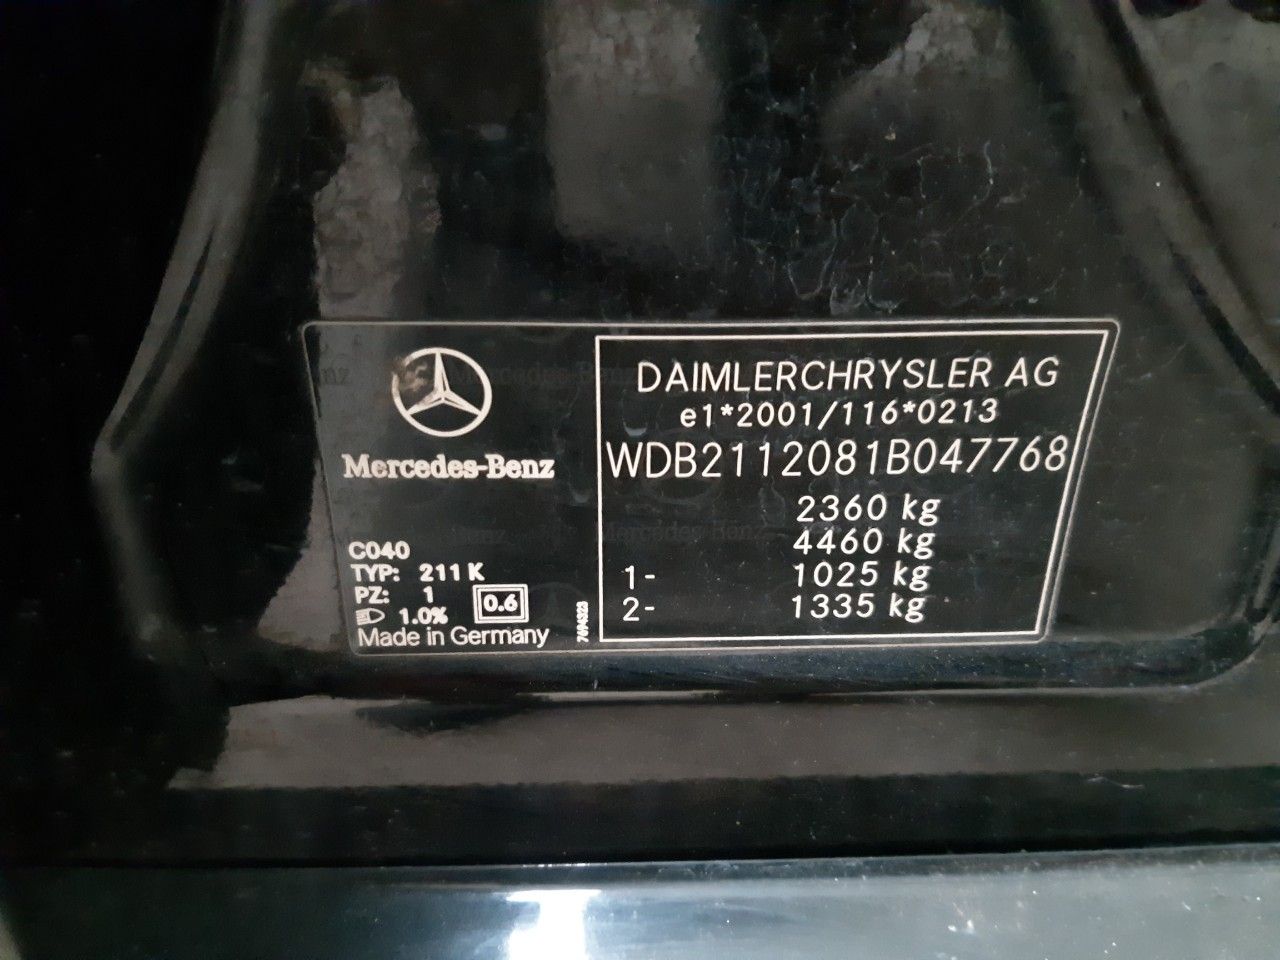 Mercedes-Benz
C040
TYP: 211 K
PZ: 1
1.0% 0.6
Made in Germany
DAIMLERCHRYSLER AG
e1*2001/116*0213
WDB2112081B047768
2360 kg
4460 kg
1- 1025 kg
2- 1335 kg